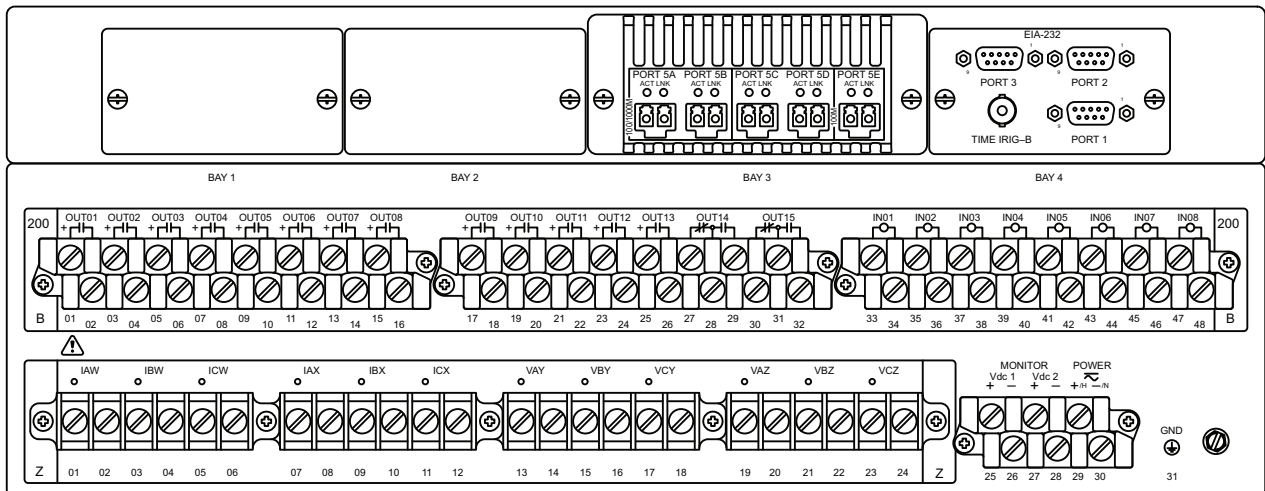 EIA-232
PORT 5A PORT 5B PORT 5C PORT 5D PORT 5E
ACT LNK ACT LNK ACT LNK ACT LNK ACT LNK
100/1000M
100M
1 1
9 9
PORT 3 PORT 2
1
9
TIME IRIG–B PORT 1
BAY 1 BAY 2 BAY 3 BAY 4
200 OUT01 OUT02 OUT03 OUT04 OUT05 OUT06 OUT07 OUT08 OUT09 OUT10 OUT11 OUT12 OUT13 OUT14 OUT15 IN01 IN02 IN03 IN04 IN05 IN06 IN07 IN08 200
+ + + + + + + + + + + + +
B 01 02 03 04 05 06 07 08 09 10 11 12 13 14 15 16 17 18 19 20 21 22 23 24 25 26 27 28 29 30 31 32 33 34 35 36 37 38 39 40 41 42 43 44 45 46 47 48 B
IAW IBW ICW IAX IBX ICX VAY VBY VCY VAZ VBZ VCZ
MONITOR POWER
Vdc 1 Vdc 2
+ – + – +/H –/N
GND
Z 01 02 03 04 05 06 07 08 09 10 11 12 13 14 15 16 17 18 19 20 21 22 23 24 Z 25 26 27 28 29 30 31